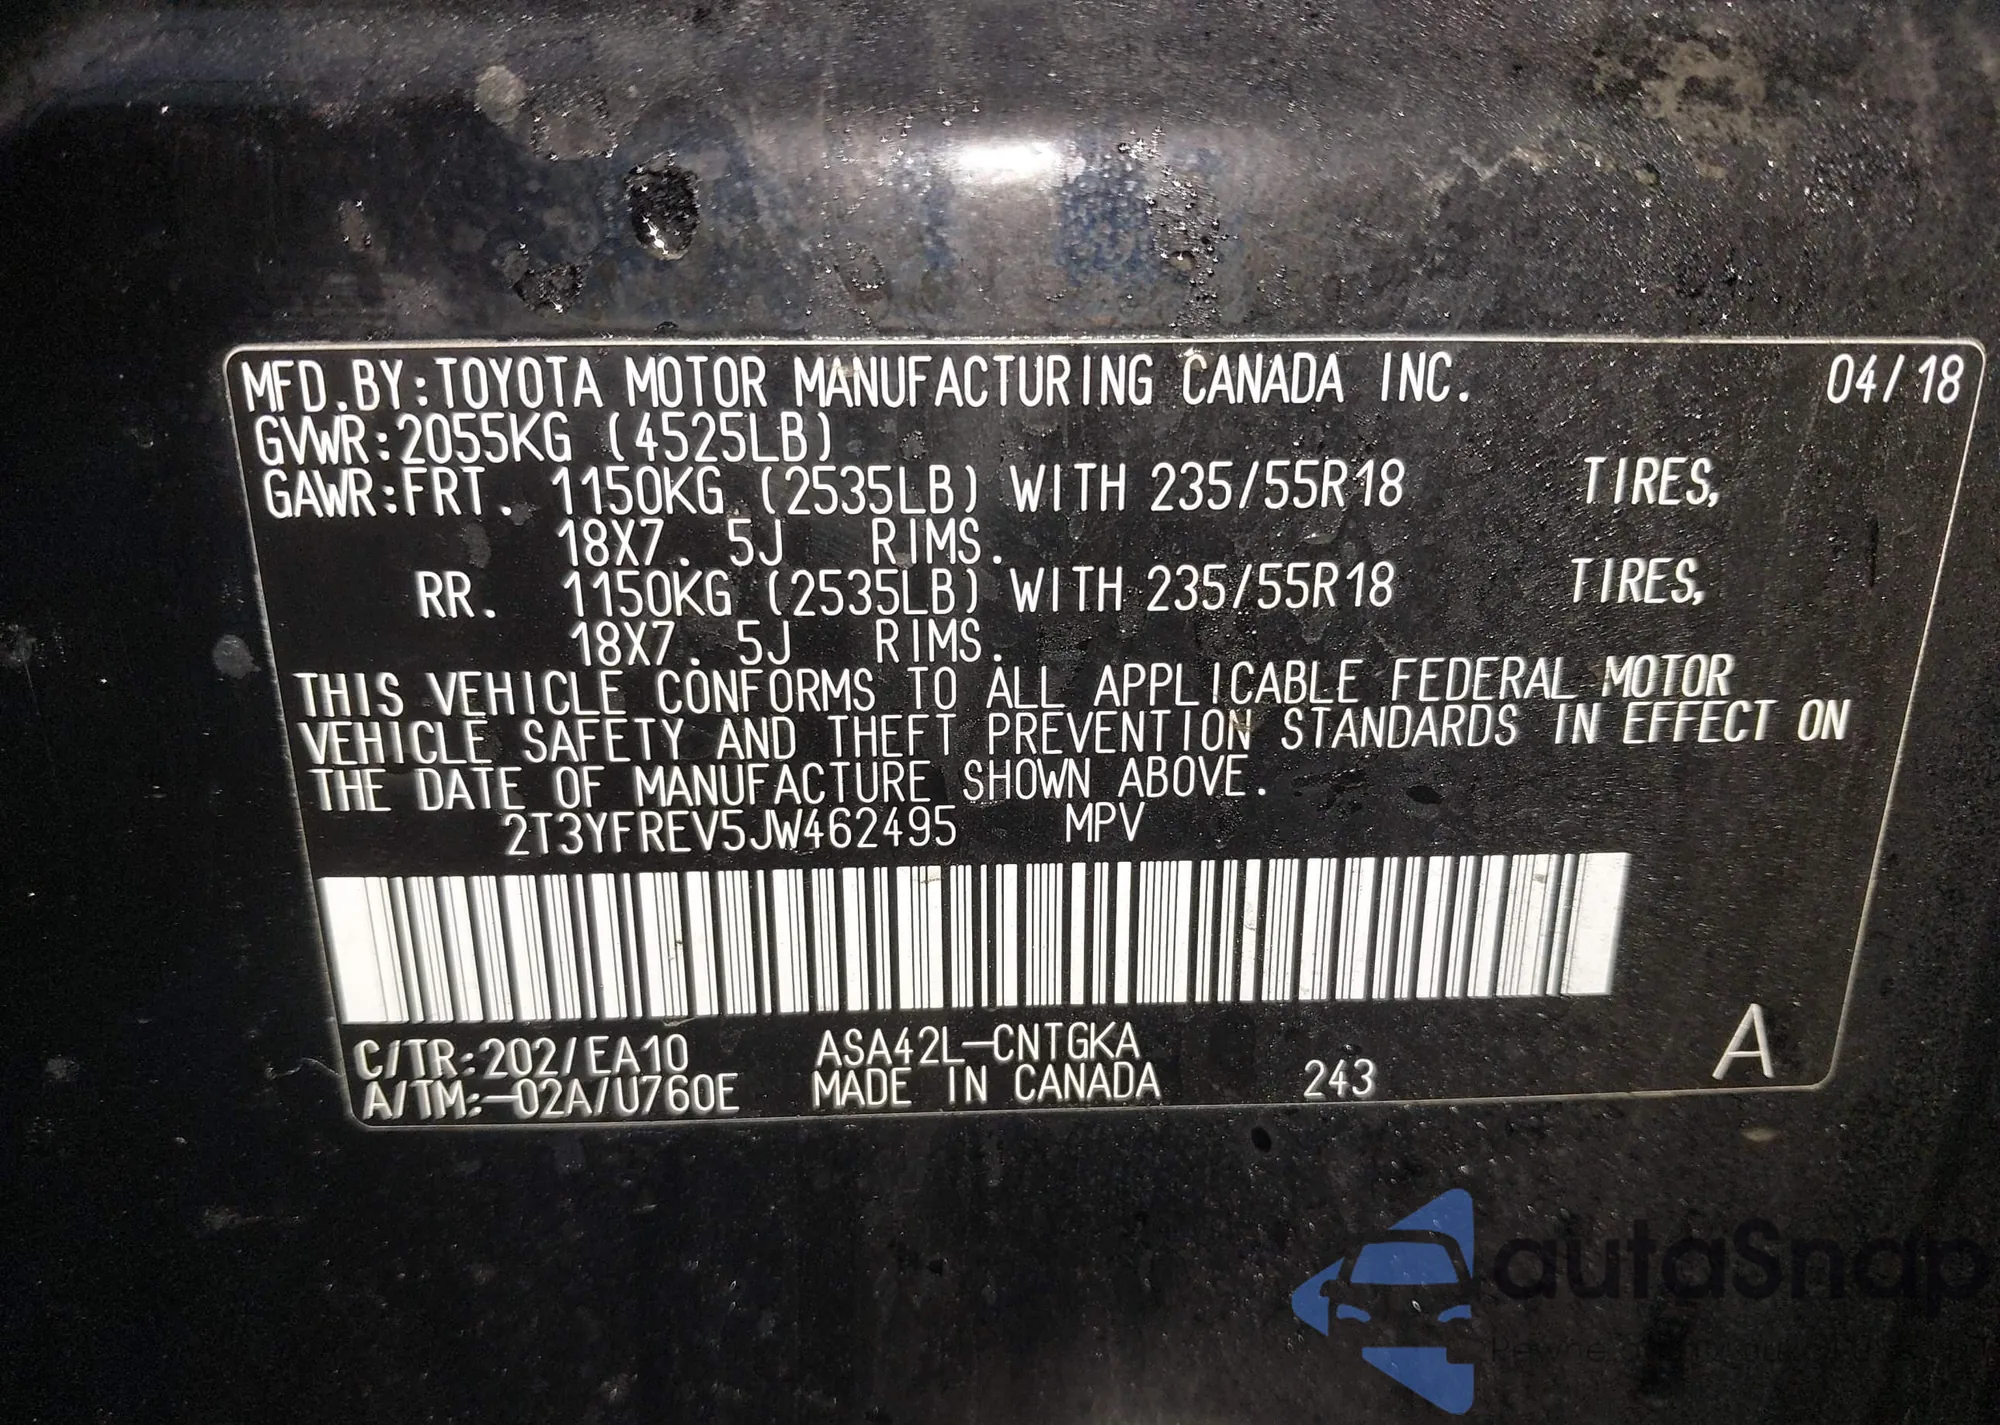 MFD.BY:TOYOTA MOTOR MANUFACTURING CANADA INC. 04/18
GVWR:2055KG (4525LB)
GAWR:FRT. 1150KG (2535LB) WITH 235/55R18 TIRES,
18X7.5J RIMS.
RR. 1150KG (2535LB) WITH 235/55R18 TIRES,
18X7.5J RIMS.
THIS VEHICLE CONFORMS TO ALL APPLICABLE FEDERAL MOTOR
VEHICLE SAFETY AND THEFT PREVENTION STANDARDS IN EFFECT ON
THE DATE OF MANUFACTURE SHOWN ABOVE.
2T3YFREV5JW462495 MPV
C/TR:202/EA10 ASA42L-CNTGKA
A/TM:-02A/U760E MADE IN CANADA 243 A
autaSnap